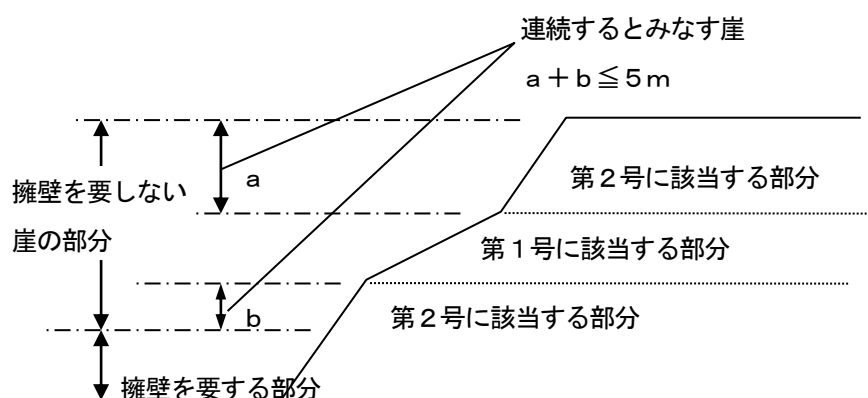 連続するとみなす崖
a+b≦5m
擁壁を要しない
崖の部分
a
第2号に該当する部分
第1号に該当する部分
b
第2号に該当する部分
擁壁を要する部分